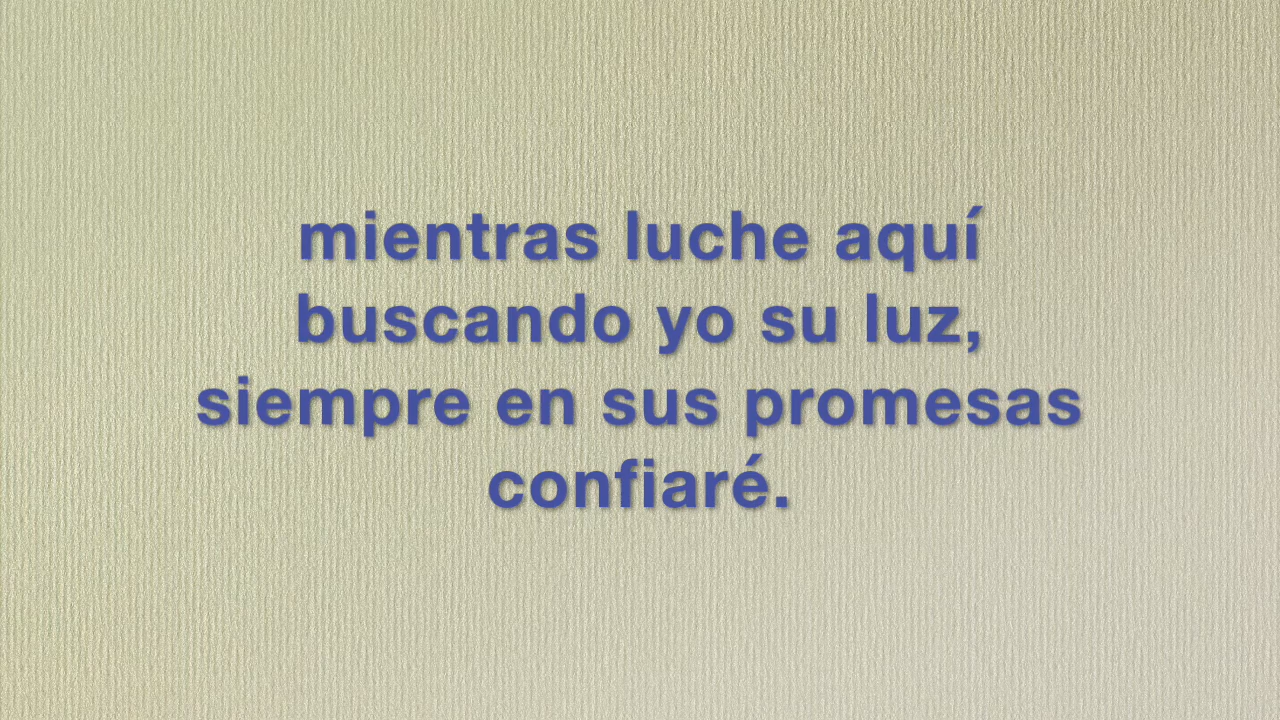 mientras luche aquí
buscando yo su luz,
siempre en sus promesas
confiaré.